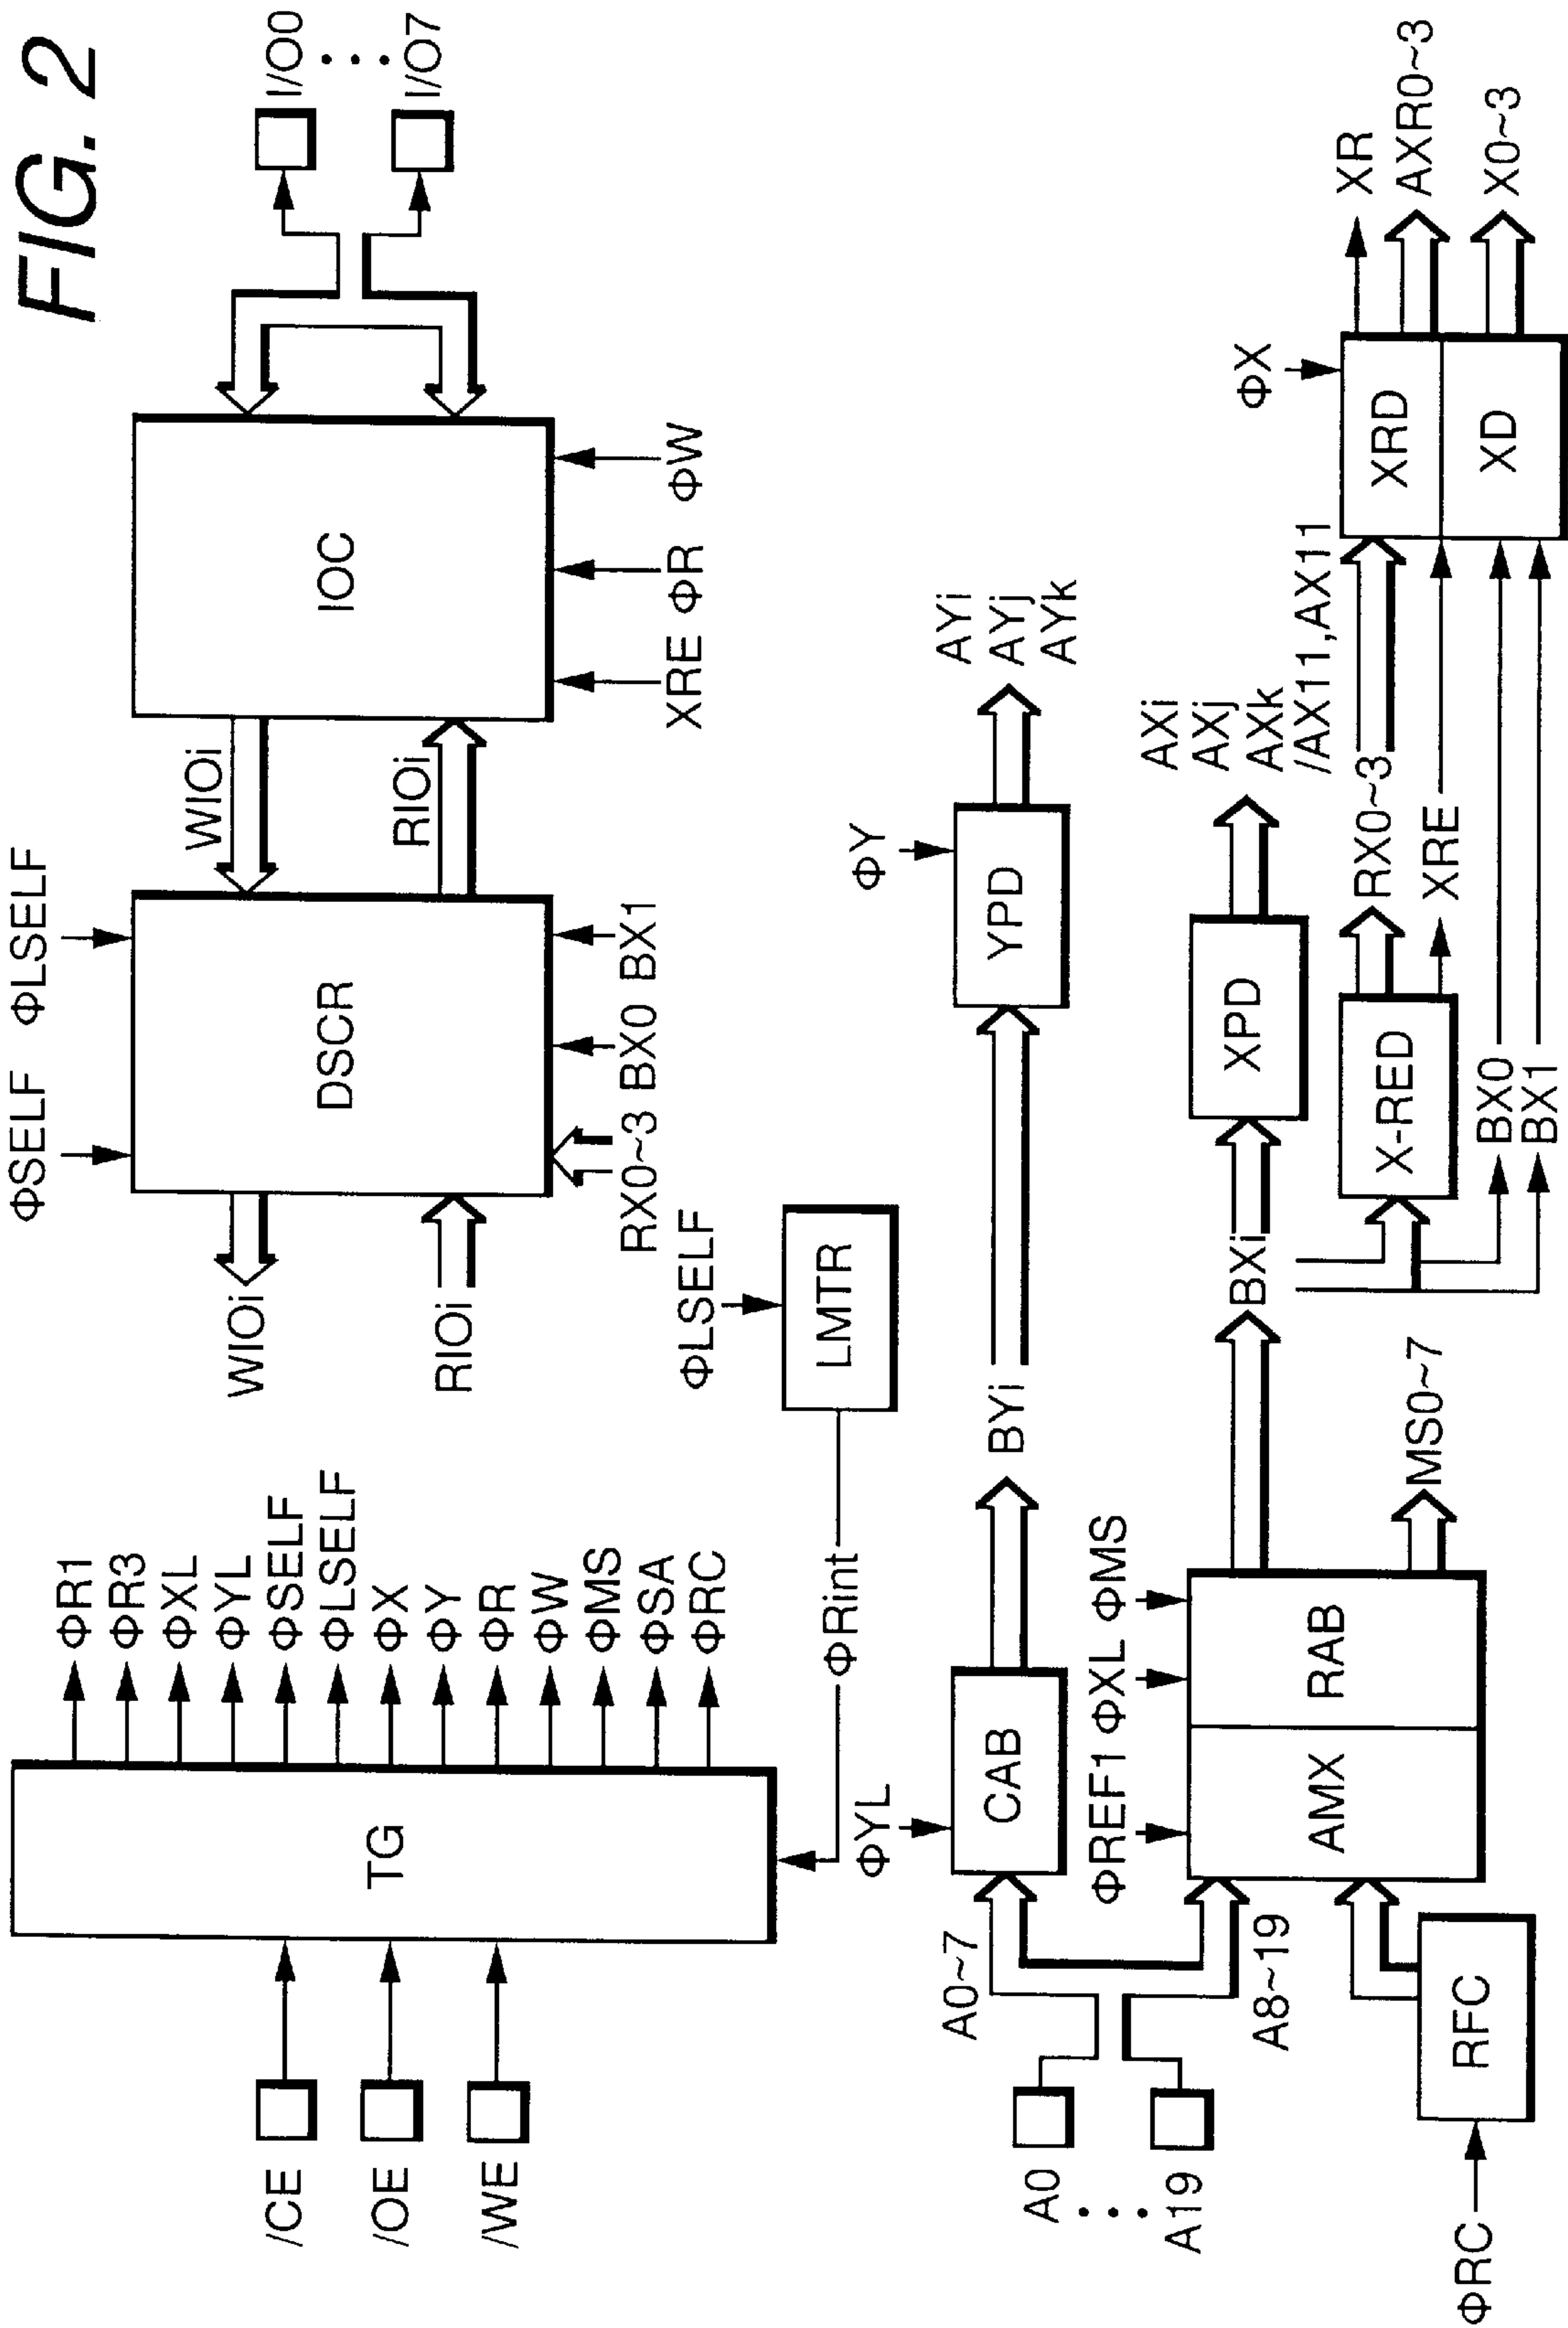 FIG. 2
/CE
/OE
/WE
TG
ΦR1
ΦR3
ΦXL
ΦYL
ΦSELF
ΦLSELF
ΦX
ΦY
ΦR
ΦW
ΦMS
ΦSA
ΦRC
ΦRint
LMTR
ΦLSELF
ΦSELF ΦLSELF
WIOi
RIOi
DSCR
RX0~3 BX0 BX1
WIOi
RIOi
IOC
XRE ΦR ΦW
I/O0
I/O7
A0
A19
A0~7
A8~19
ΦYL
CAB
BYi
ΦY
YPD
AYi
AYj
AYk
ΦREF1 ΦXL ΦMS
AMX
RAB
ΦRC
RFC
MS0~7
BXi
XPD
AXi
AXj
AXk
/AX11,AX11
X-RED
RX0~3
XRE
BX0
BX1
ΦX
XRD
XD
XR
AXR0~3
X0~3